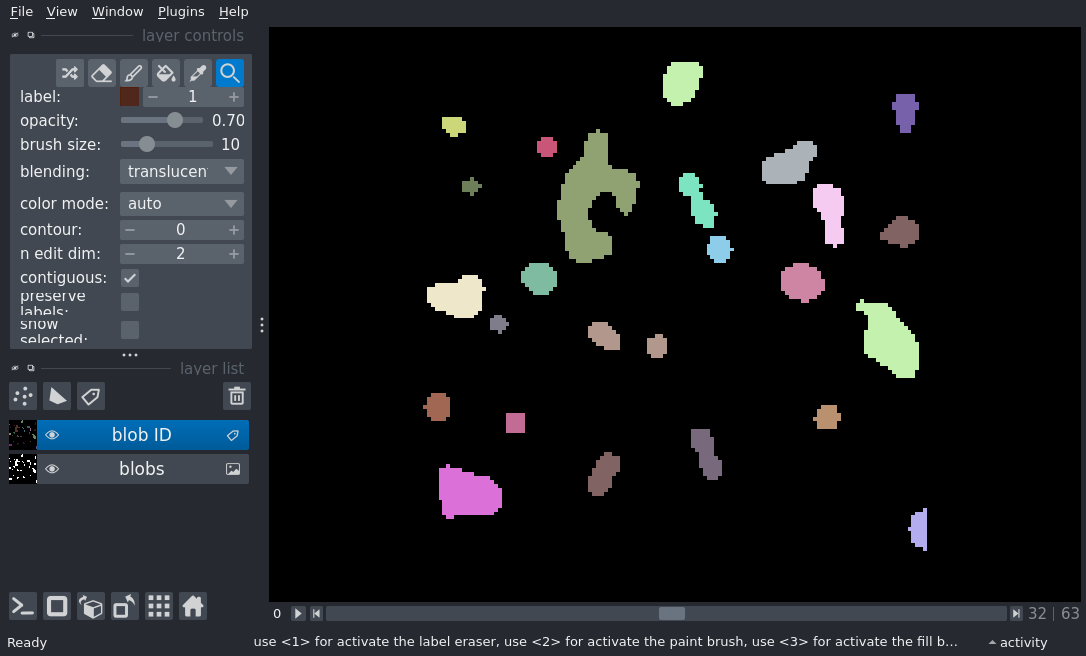 File View Window Plugins Help
layer controls
label: 1
opacity: 0.70
brush size: 10
blending: translucen
color mode: auto
contour: 0
n edit dim: 2
contiguous:
preserve
labels:
show
selected:
layer list
blob ID
blobs
0 32 63
Ready use <1> for activate the label eraser, use <2> for activate the paint brush, use <3> for activate the fill b... activity